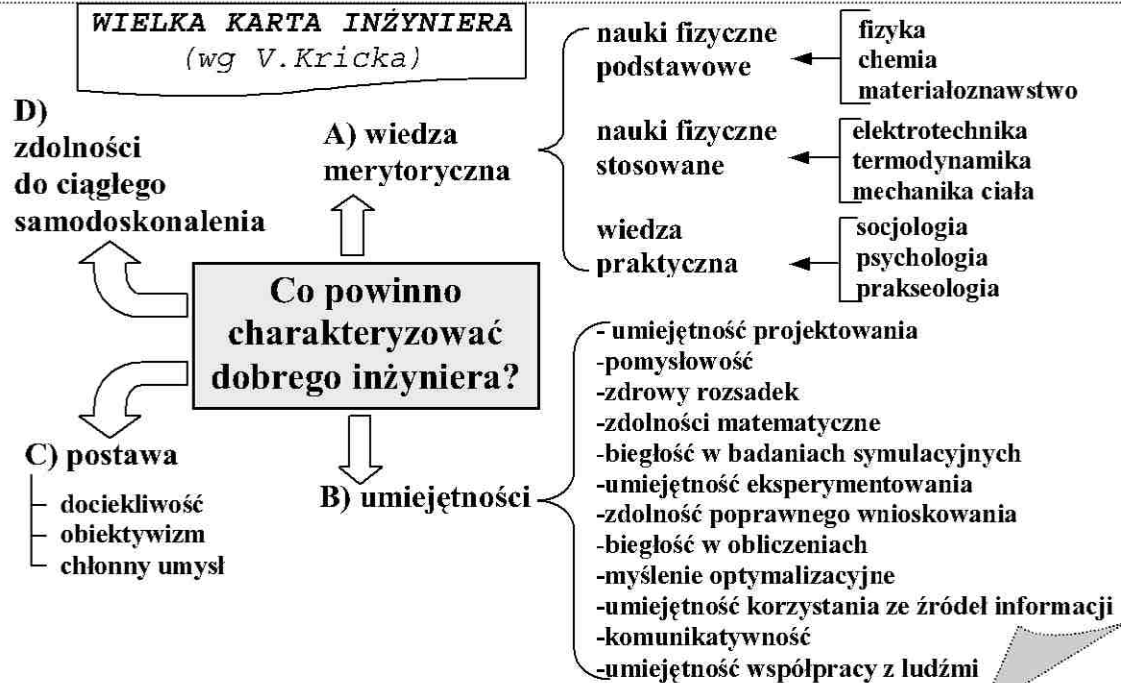 WIELKA KARTA INŻYNIERA
(wg V.Kricka)
D)
zdolności
do ciągłego
samodoskonalenia
A) wiedza
merytoryczna
nauki fizyczne
podstawowe
fizyka
chemia
materiałoznawstwo
nauki fizyczne
stosowane
elektrotechnika
termodynamika
mechanika ciała
wiedza
praktyczna
socjologia
psychologia
prakseologia
Co powinno
charakteryzować
dobrego inżyniera?
C) postawa
dociekliwość
obiektywizm
chłonny umysł
B) umiejętności
- umiejętność projektowania
-pomysłowość
-zdrowy rozsadek
-zdolności matematyczne
-biegłość w badaniach symulacyjnych
-umiejętność eksperymentowania
-zdolność poprawnego wnioskowania
-biegłość w obliczeniach
-myślenie optymalizacyjne
-umiejętność korzystania ze źródeł informacji
-komunikatywność
-umiejętność współpracy z ludźmi